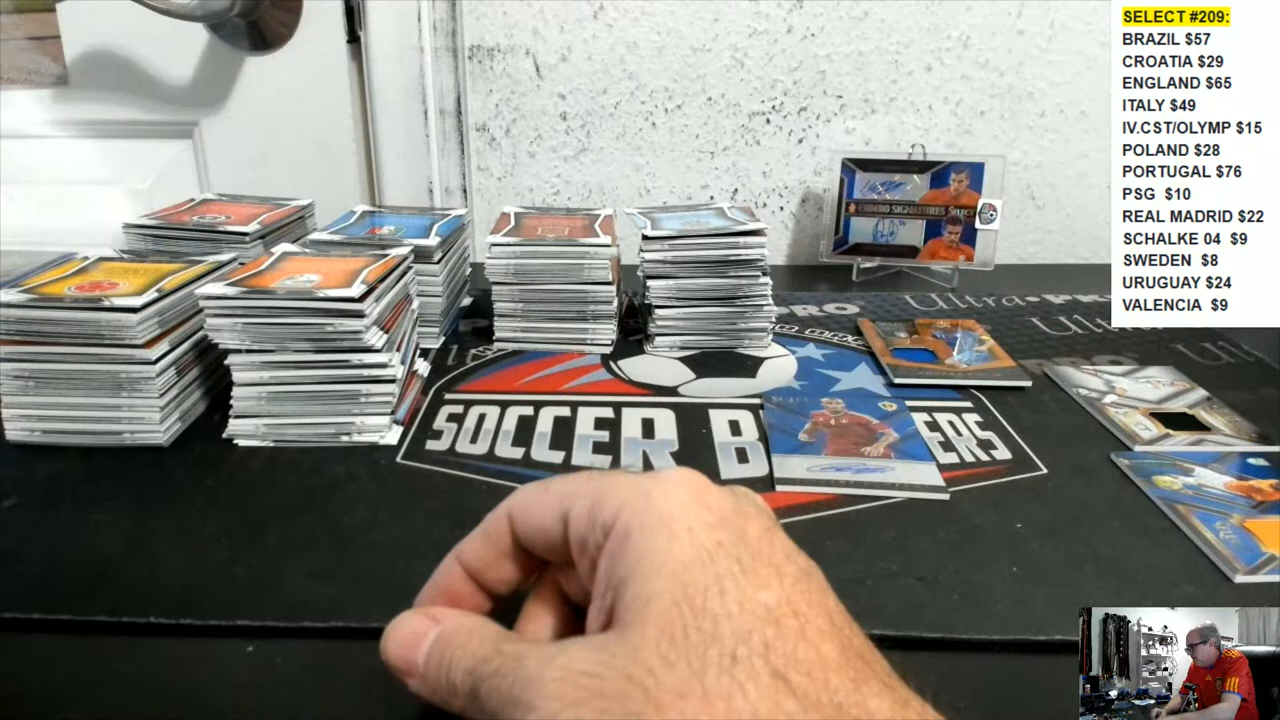 SELECT #209:
BRAZIL $57
CROATIA $29
ENGLAND $65
ITALY $49
IV.CST/OLYMP $15
POLAND $28
PORTUGAL $76
PSG $10
REAL MADRID $22
SCHALKE 04 $9
SWEDEN $8
URUGUAY $24
VALENCIA $9
COMBO SIGNATURES SELECT
PRO
Ultra•PRO
SOCCER B ERS